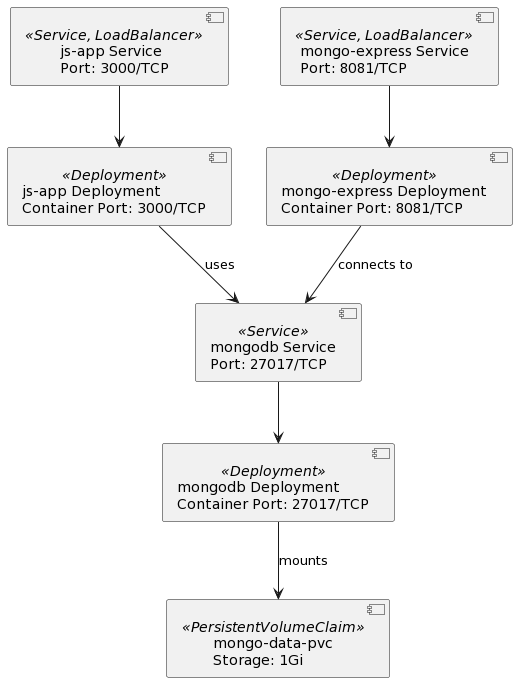 «Service, LoadBalancer»
js-app Service
Port: 3000/TCP
«Service, LoadBalancer»
mongo-express Service
Port: 8081/TCP
«Deployment»
js-app Deployment
Container Port: 3000/TCP
«Deployment»
mongo-express Deployment
Container Port: 8081/TCP
uses
connects to
«Service»
mongodb Service
Port: 27017/TCP
«Deployment»
mongodb Deployment
Container Port: 27017/TCP
mounts
«PersistentVolumeClaim»
mongo-data-pvc
Storage: 1Gi